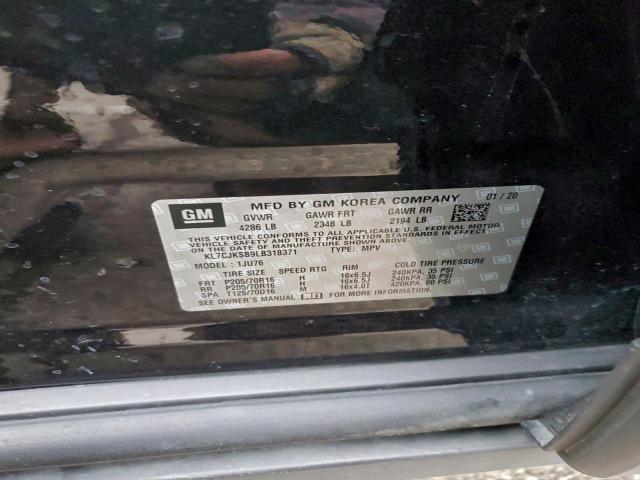 GM
MFD BY GM KOREA COMPANY 01/20
GVWR GAWR FRT GAWR RR
4286 LB 2348 LB 2194 LB
THIS VEHICLE CONFORMS TO ALL APPLICABLE U.S. FEDERAL MOTOR
VEHICLE SAFETY, BUMPER, AND THEFT PREVENTION STANDARDS IN EFFECT
ON THE DATE OF MANUFACTURE SHOWN ABOVE.
KL7CJKSB9LB318371 TYPE: MPV
MODEL : 1JU76
TIRE SIZE SPEED RTG RIM COLD TIRE PRESSURE
FRT P205/70R16 H 16x6.5J 240KPA, 35 PSI
RR P205/70R16 H 16x6.5J 240KPA, 35 PSI
SPA T125/70D16 M 16x4.0T 420KPA, 60 PSI
SEE OWNER'S MANUAL FOR MORE INFORMATION.